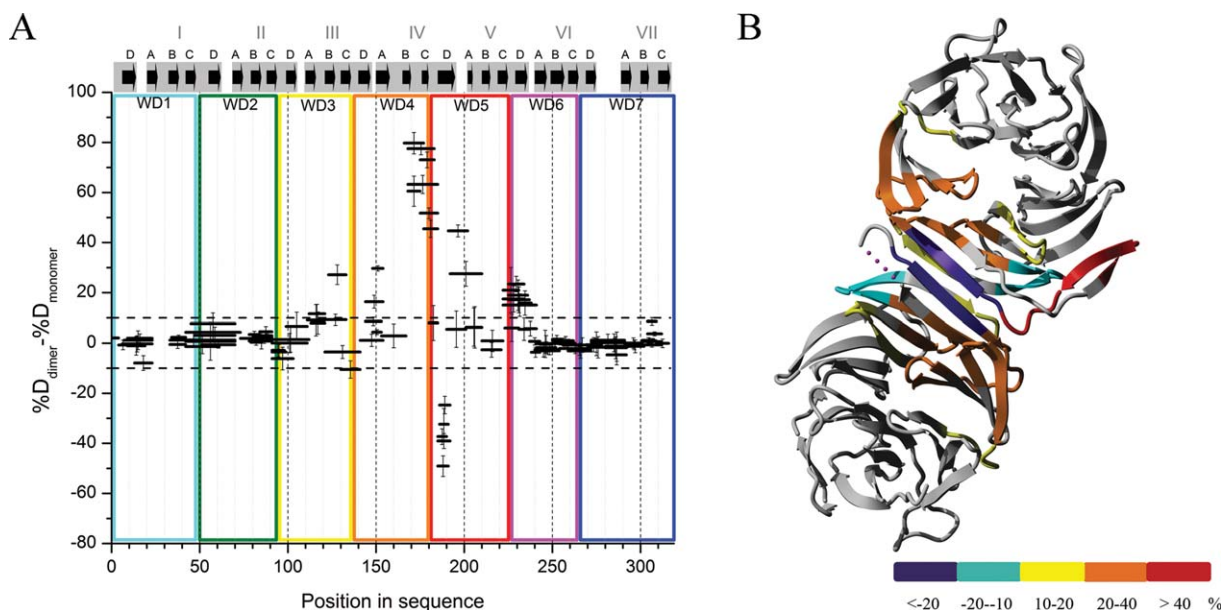 A
B
I II III IV V VI VII
D A B C D A B C D A B C D A B C D A B C D A B C D A B C
WD1 WD2 WD3 WD4 WD5 WD6 WD7
100
80
60
40
20
0
-20
-40
-60
-80
%D dimer-%D monomer
0 50 100 150 200 250 300
Position in sequence
<-20 -20--10 10-20 20-40 > 40 %